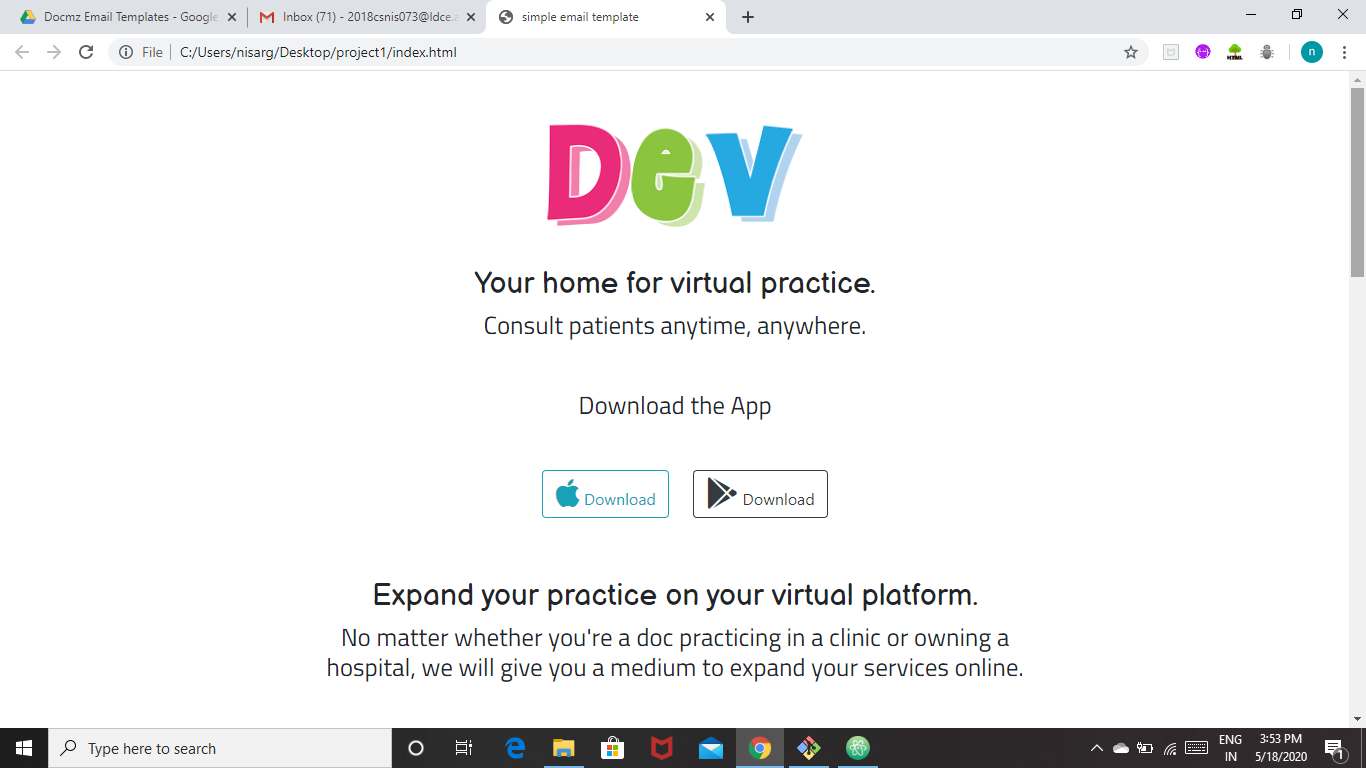 Docmz Email Templates - Google
Inbox (71) - 2018csnis073@ldce.a
simple email template
File
C:/Users/nisarg/Desktop/project1/index.html
HTML
n
Dev
Your home for virtual practice.
Consult patients anytime, anywhere.
Download the App
Download
Download
Expand your practice on your virtual platform.
No matter whether you're a doc practicing in a clinic or owning a
hospital, we will give you a medium to expand your services online.
Type here to search
ENG
IN
3:53 PM
5/18/2020
1